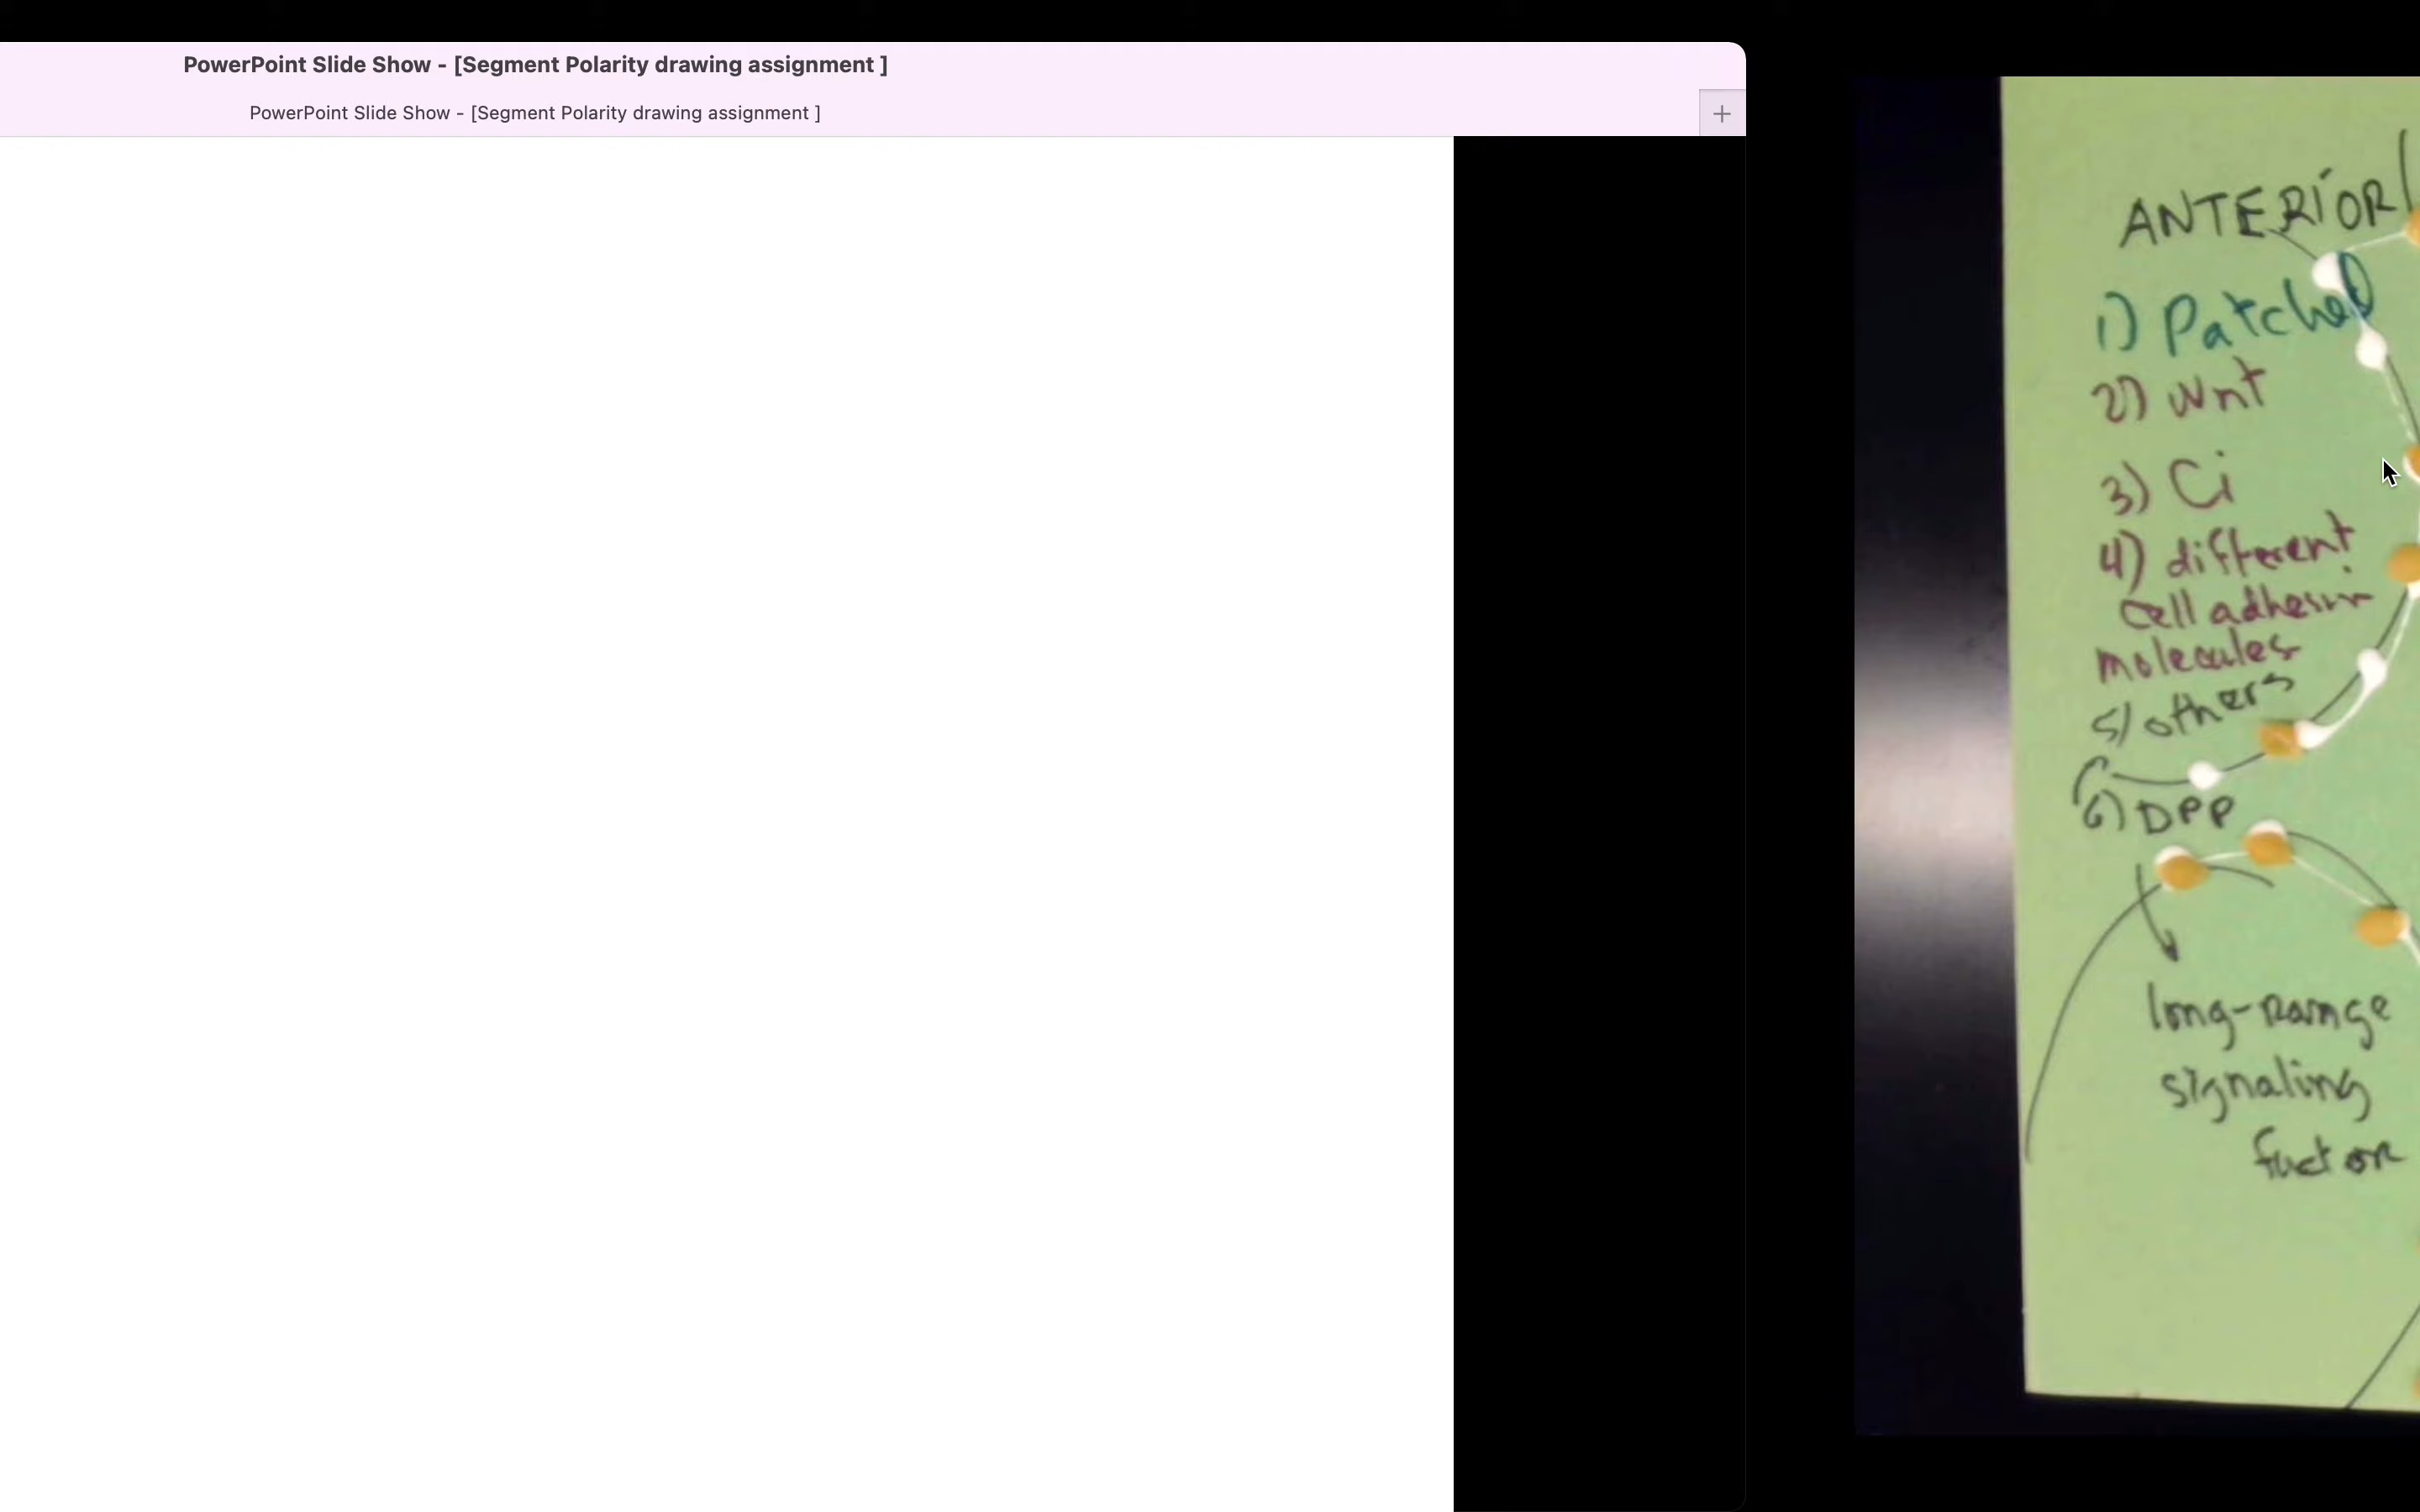 PowerPoint Slide Show - [Segment Polarity drawing assignment ]
PowerPoint Slide Show - [Segment Polarity drawing assignment ]
+
ANTERIOR
1) Patched
2) Wnt
3) Ci
4) different
cell adhesion
molecules
5) others
6) DPP
long-range
signaling
factor